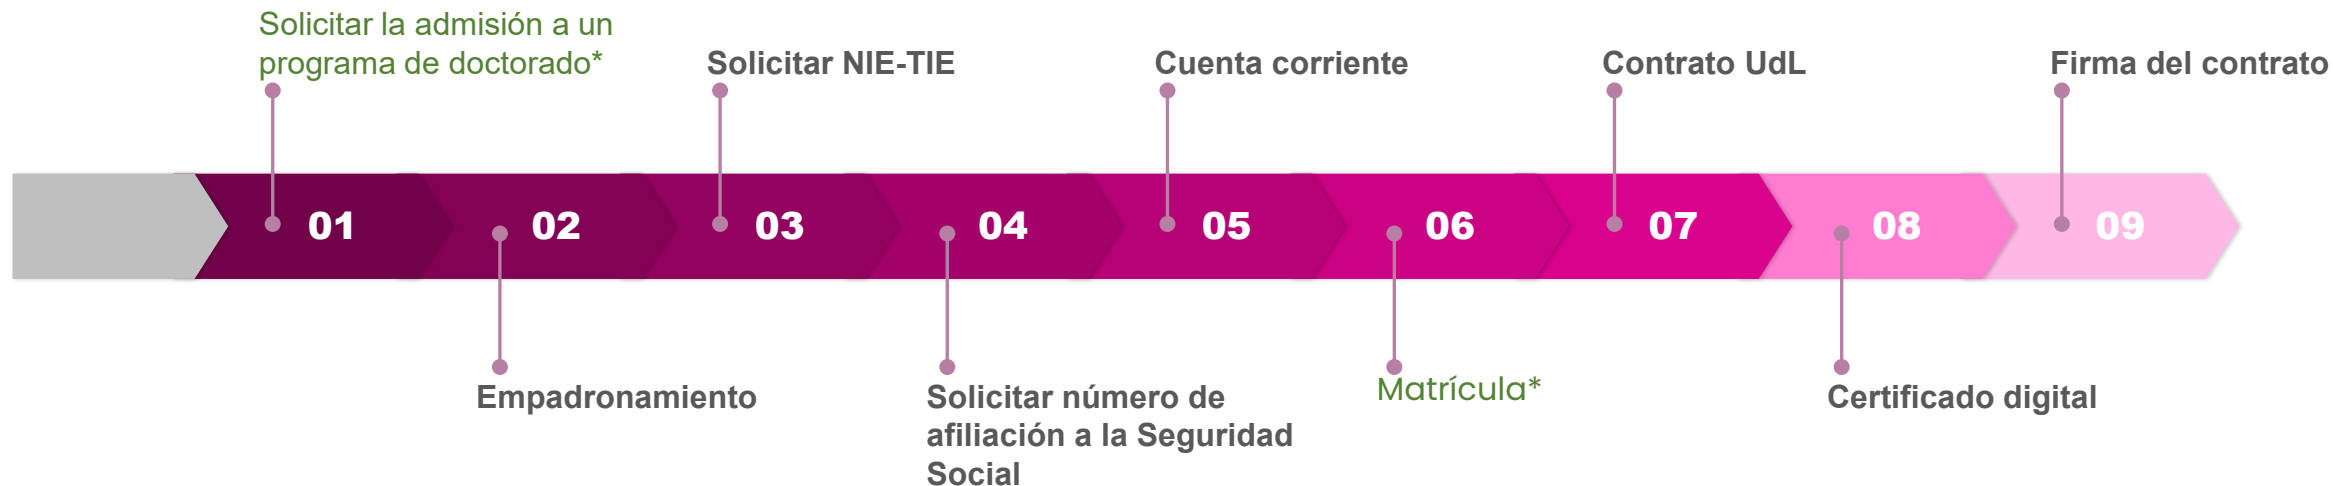 Solicitar la admisión a un
programa de doctorado*
Solicitar NIE-TIE
Cuenta corriente
Contrato UdL
Firma del contrato
01
02
03
04
05
06
07
08
09
Empadronamiento
Solicitar número de
afiliación a la Seguridad
Social
Matrícula*
Certificado digital